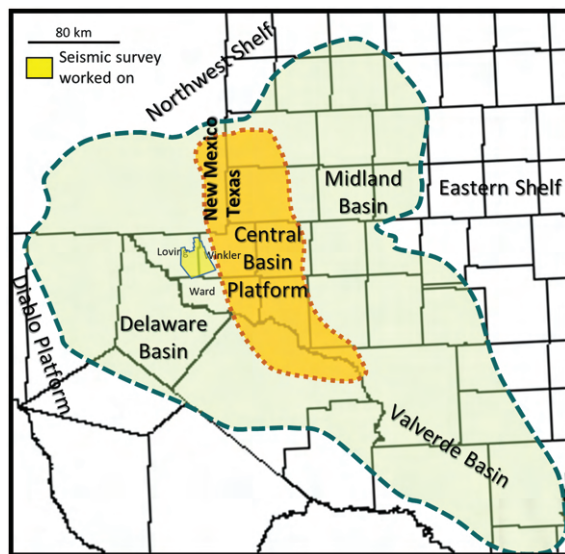 80 km
Seismic survey
worked on
Northwest Shelf
New Mexico
Texas
Midland
Basin
Eastern Shelf
Central
Basin
Platform
Loving
Winkler
Ward
Delaware
Basin
Diablo Platform
Valverde Basin